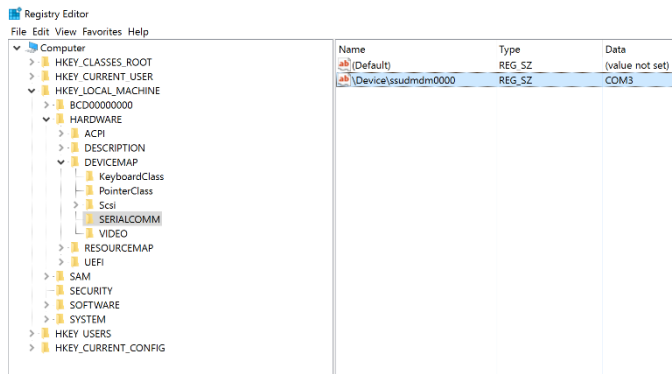 Registry Editor
File Edit View Favorites Help
Computer
HKEY_CLASSES_ROOT
HKEY_CURRENT_USER
HKEY_LOCAL_MACHINE
BCD00000000
HARDWARE
ACPI
DESCRIPTION
DEVICEMAP
KeyboardClass
PointerClass
Scsi
SERIALCOMM
VIDEO
RESOURCEMAP
UEFI
SAM
SECURITY
SOFTWARE
SYSTEM
HKEY_USERS
HKEY_CURRENT_CONFIG
Name Type Data
ab (Default) REG_SZ (value not set)
ab \Device\ssudmdm0000 REG_SZ COM3